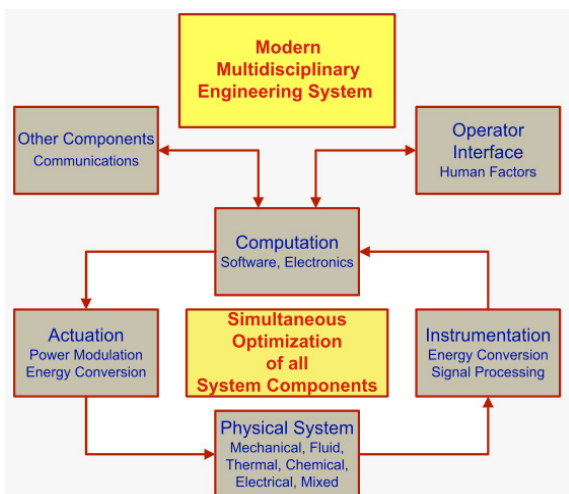 Modern
Multidisciplinary
Engineering System
Other Components
Communications
Operator
Interface
Human Factors
Computation
Software, Electronics
Actuation
Power Modulation
Energy Conversion
Simultaneous
Optimization
of all
System Components
Instrumentation
Energy Conversion
Signal Processing
Physical System
Mechanical, Fluid,
Thermal, Chemical,
Electrical, Mixed